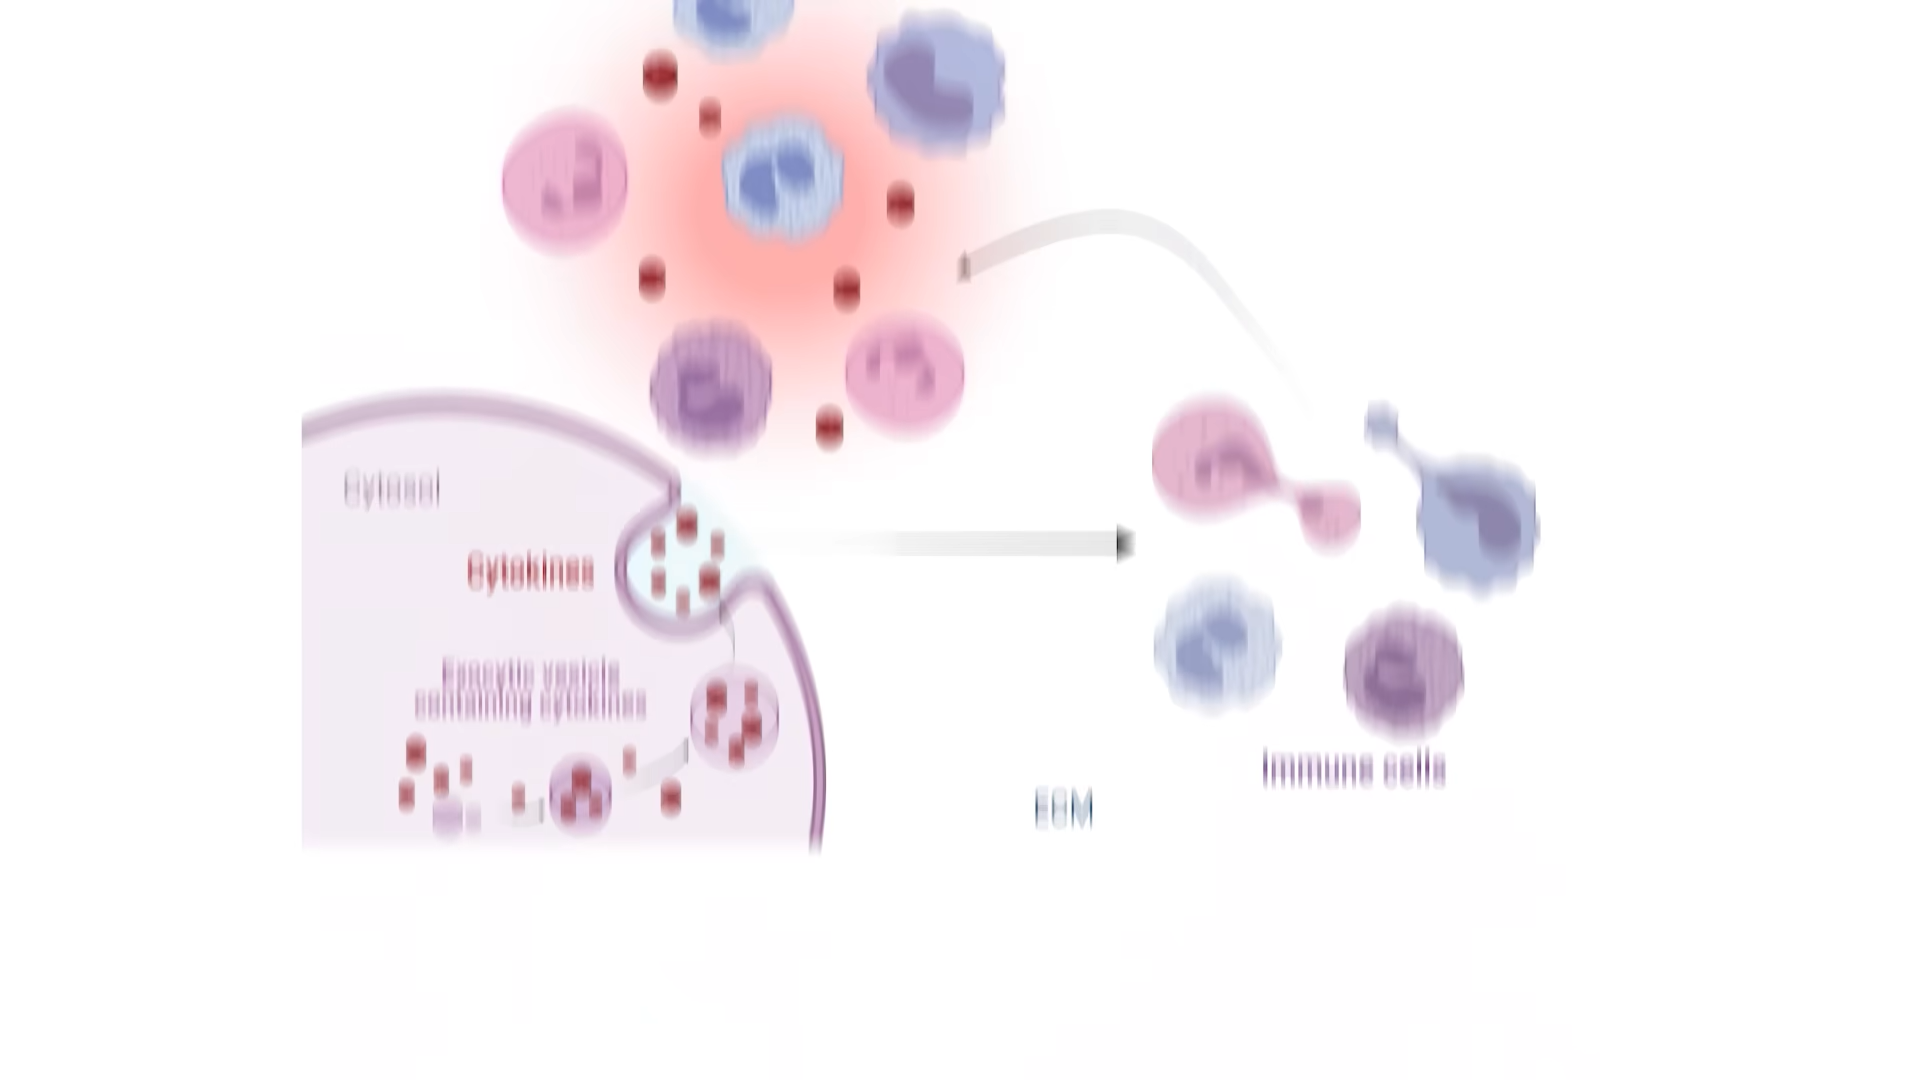 Cytosol
Cytokines
Exocytic vesicle
containing cytokines
Immune cells
ECM